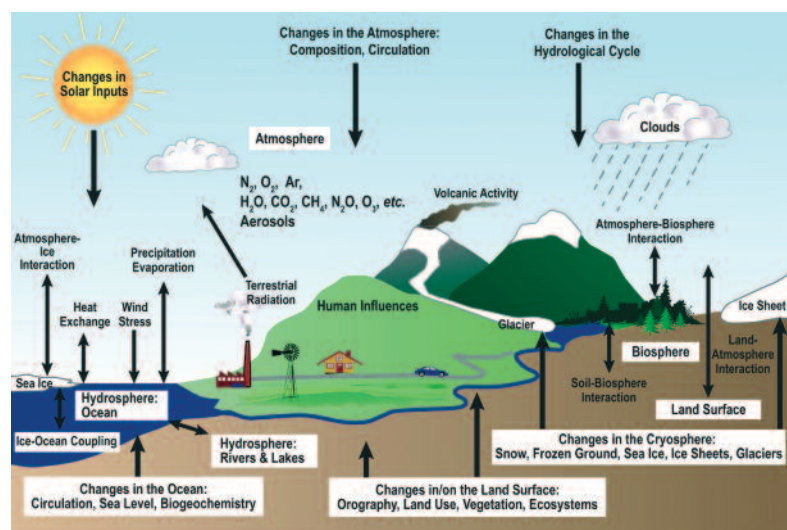 Changes in
Solar Inputs
Changes in the Atmosphere:
Composition, Circulation
Changes in the
Hydrological Cycle
Clouds
Atmosphere
N₂, O₂, Ar,
H₂O, CO₂, CH₄, N₂O, O₃, etc.
Aerosols
Volcanic Activity
Atmosphere-Biosphere
Interaction
Atmosphere-
Ice
Interaction
Precipitation
Evaporation
Terrestrial
Radiation
Heat
Exchange
Wind
Stress
Human Influences
Glacier
Ice Sheet
Biosphere
Land-
Atmosphere
Interaction
Soil-Biosphere
Interaction
Land Surface
Sea Ice
Hydrosphere:
Ocean
Ice-Ocean Coupling
Hydrosphere:
Rivers & Lakes
Changes in the Cryosphere:
Snow, Frozen Ground, Sea Ice, Ice Sheets, Glaciers
Changes in the Ocean:
Circulation, Sea Level, Biogeochemistry
Changes in/on the Land Surface:
Orography, Land Use, Vegetation, Ecosystems